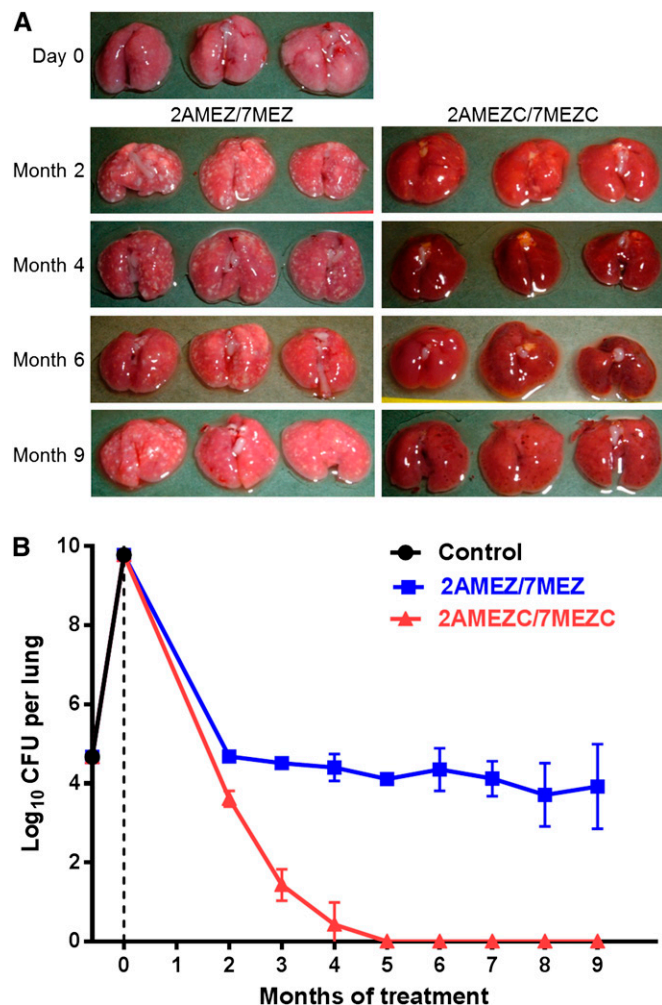 A
Day 0
2AMEZ/7MEZ
2AMEZC/7MEZC
Month 2
Month 4
Month 6
Month 9
B
10
8
6
4
2
0
Log10 CFU per lung
Control
2AMEZ/7MEZ
2AMEZC/7MEZC
0 1 2 3 4 5 6 7 8 9
Months of treatment